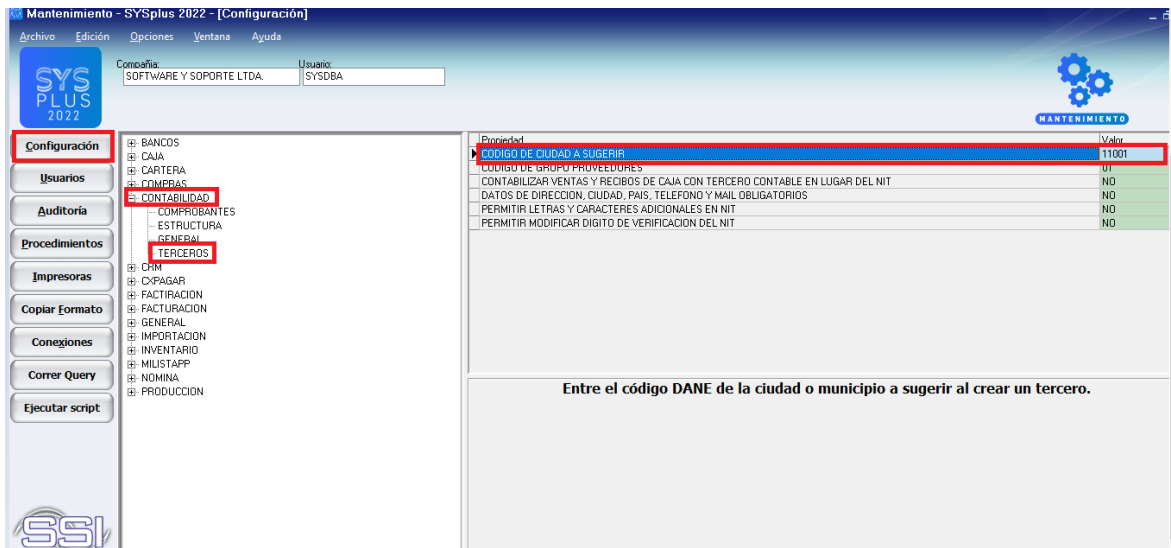 Mantenimiento - SYSplus 2022 - [Configuración]
Archivo Edición Opciones Ventana Ayuda
SYS
PLUS
2022
Compañia: Usuario:
SOFTWARE Y SOPORTE LTDA. SYSDBA
MANTENIMIENTO
Configuración
Usuarios
Auditoría
Procedimientos
Impresoras
Copiar Formato
Conexiones
Correr Query
Ejecutar script
SSI
BANCOS
CAJA
CARTERA
COMPRAS
CONTABILIDAD
COMPROBANTES
ESTRUCTURA
GENERAL
TERCEROS
CRM
CXPAGAR
FACTIRACION
FACTURACION
GENERAL
IMPORTACION
INVENTARIO
MILISTAPP
NOMINA
PRODUCCION
Propiedad Valor
CODIGO DE CIUDAD A SUGERIR 11001
CODIGO DE GRUPO PROVEEDORES 01
CONTABILIZAR VENTAS Y RECIBOS DE CAJA CON TERCERO CONTABLE EN LUGAR DEL NIT NO
DATOS DE DIRECCION, CIUDAD, PAIS, TELEFONO Y MAIL OBLIGATORIOS NO
PERMITIR LETRAS Y CARACTERES ADICIONALES EN NIT NO
PERMITIR MODIFICAR DIGITO DE VERIFICACION DEL NIT NO
Entre el código DANE de la ciudad o municipio a sugerir al crear un tercero.